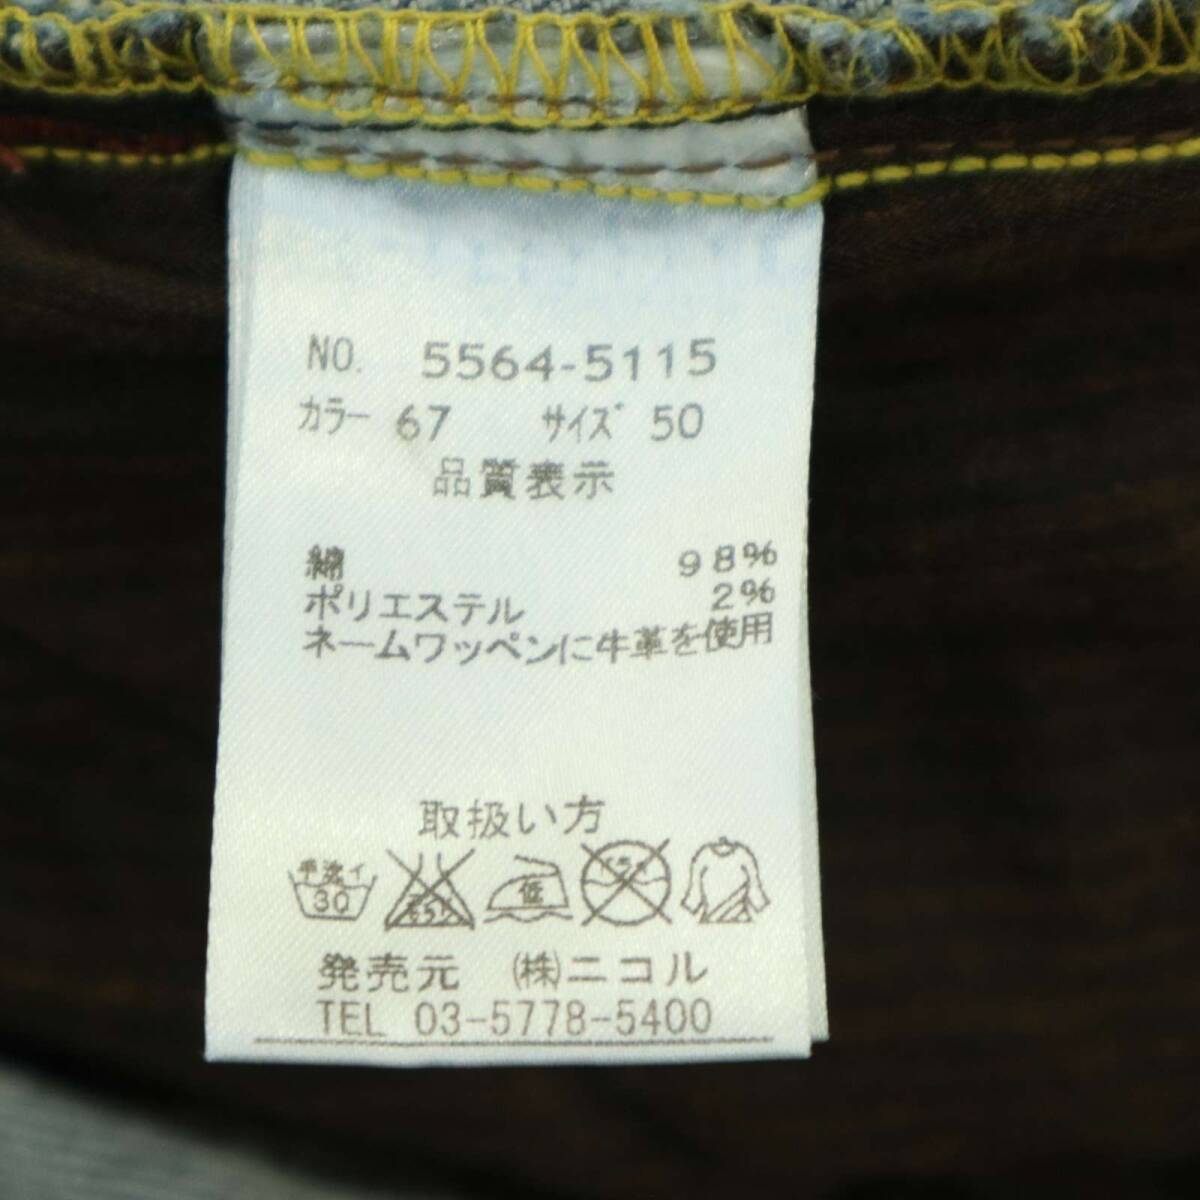 NO. 5564-5115
カラー 67 サイズ 50
品質表示
綿 98%
ポリエステル 2%
ネームワッペンに牛革を使用
取扱い方
手洗イ
30
低
発売元 (株)ニコル
TEL 03-5778-5400